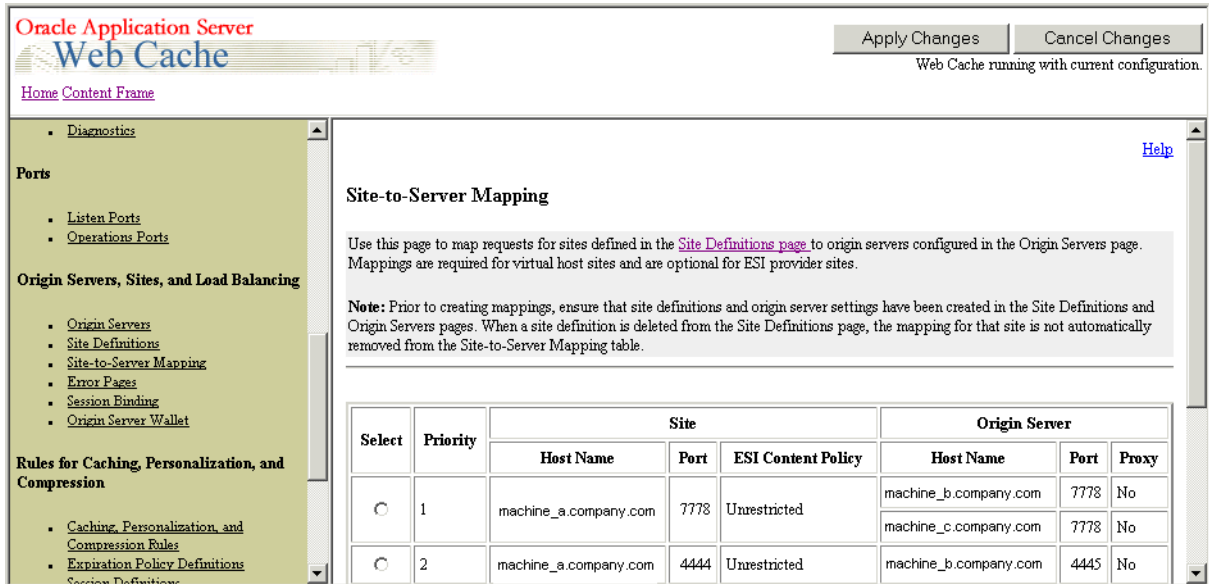 Oracle Application Server
Web Cache
Apply Changes
Cancel Changes
Web Cache running with current configuration.
Home Content Frame
Diagnostics
Ports
Listen Ports
Operations Ports
Origin Servers, Sites, and Load Balancing
Origin Servers
Site Definitions
Site-to-Server Mapping
Error Pages
Session Binding
Origin Server Wallet
Rules for Caching, Personalization, and
Compression
Caching, Personalization, and
Compression Rules
Expiration Policy Definitions
Session Definitions
Help
Site-to-Server Mapping
Use this page to map requests for sites defined in the Site Definitions page to origin servers configured in the Origin Servers page.
Mappings are required for virtual host sites and are optional for ESI provider sites.
Note: Prior to creating mappings, ensure that site definitions and origin server settings have been created in the Site Definitions and
Origin Servers pages. When a site definition is deleted from the Site Definitions page, the mapping for that site is not automatically
removed from the Site-to-Server Mapping table.
Select Priority Site Origin Server
Host Name Port ESI Content Policy Host Name Port Proxy
1 machine_a.company.com 7778 Unrestricted machine_b.company.com 7778 No
machine_c.company.com 7778 No
2 machine_a.company.com 4444 Unrestricted machine_b.company.com 4445 No